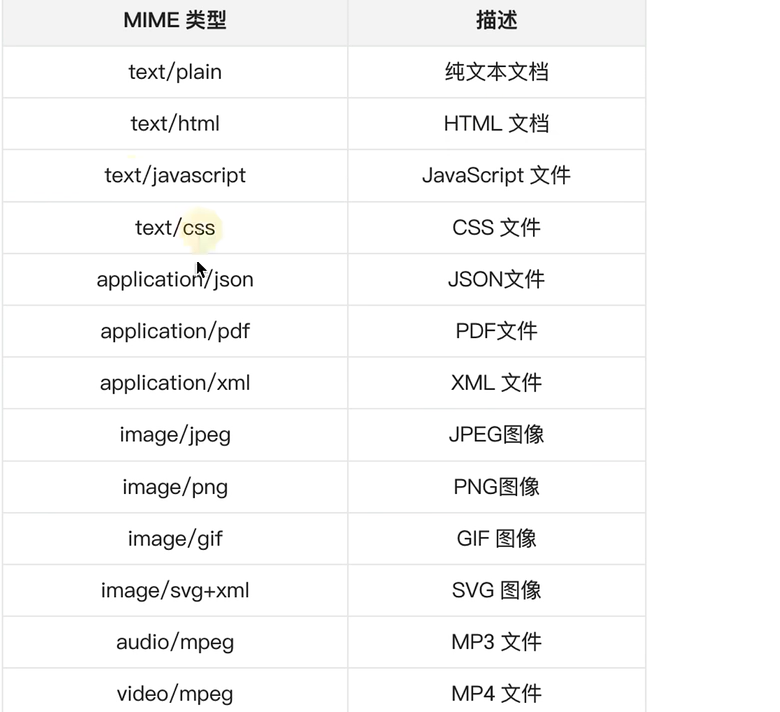 MIME 类型 描述
text/plain 纯文本文档
text/html HTML 文档
text/javascript JavaScript 文件
text/css CSS 文件
application/json JSON文件
application/pdf PDF文件
application/xml XML 文件
image/jpeg JPEG图像
image/png PNG图像
image/gif GIF 图像
image/svg+xml SVG 图像
audio/mpeg MP3 文件
video/mpeg MP4 文件